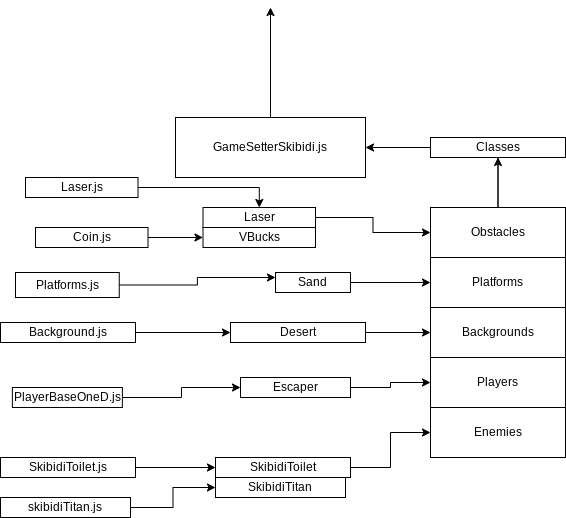 GameSetterSkibidi.js
Classes
Laser.js
Laser
Coin.js
VBucks
Obstacles
Platforms.js
Sand
Platforms
Background.js
Desert
Backgrounds
PlayerBaseOneD.js
Escaper
Players
Enemies
SkibidiToilet.js
SkibidiToilet
SkibidiTitan
skibidiTitan.js